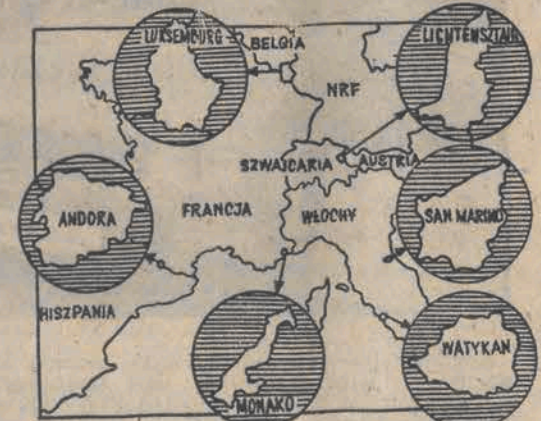 LUKSEMBURG
BELGIA
LICHTENSZTAJN
NRF
SZWAJCARIA
AUSTRIA
ANDORA
FRANCJA
WŁOCHY
SAN MARINO
HISZPANIA
WATYKAN
MONAKO